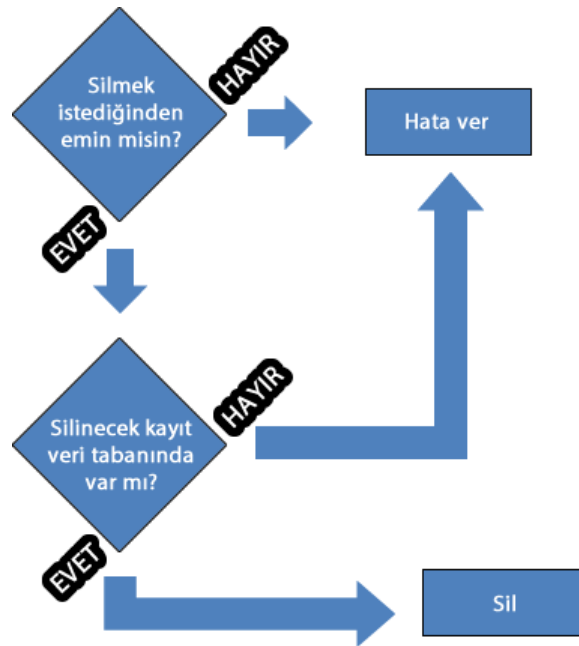 Silmek
istediğinden
emin misin?
HAYIR
Hata ver
EVET
Silinecek kayıt
veri tabanında
var mı?
HAYIR
EVET
Sil